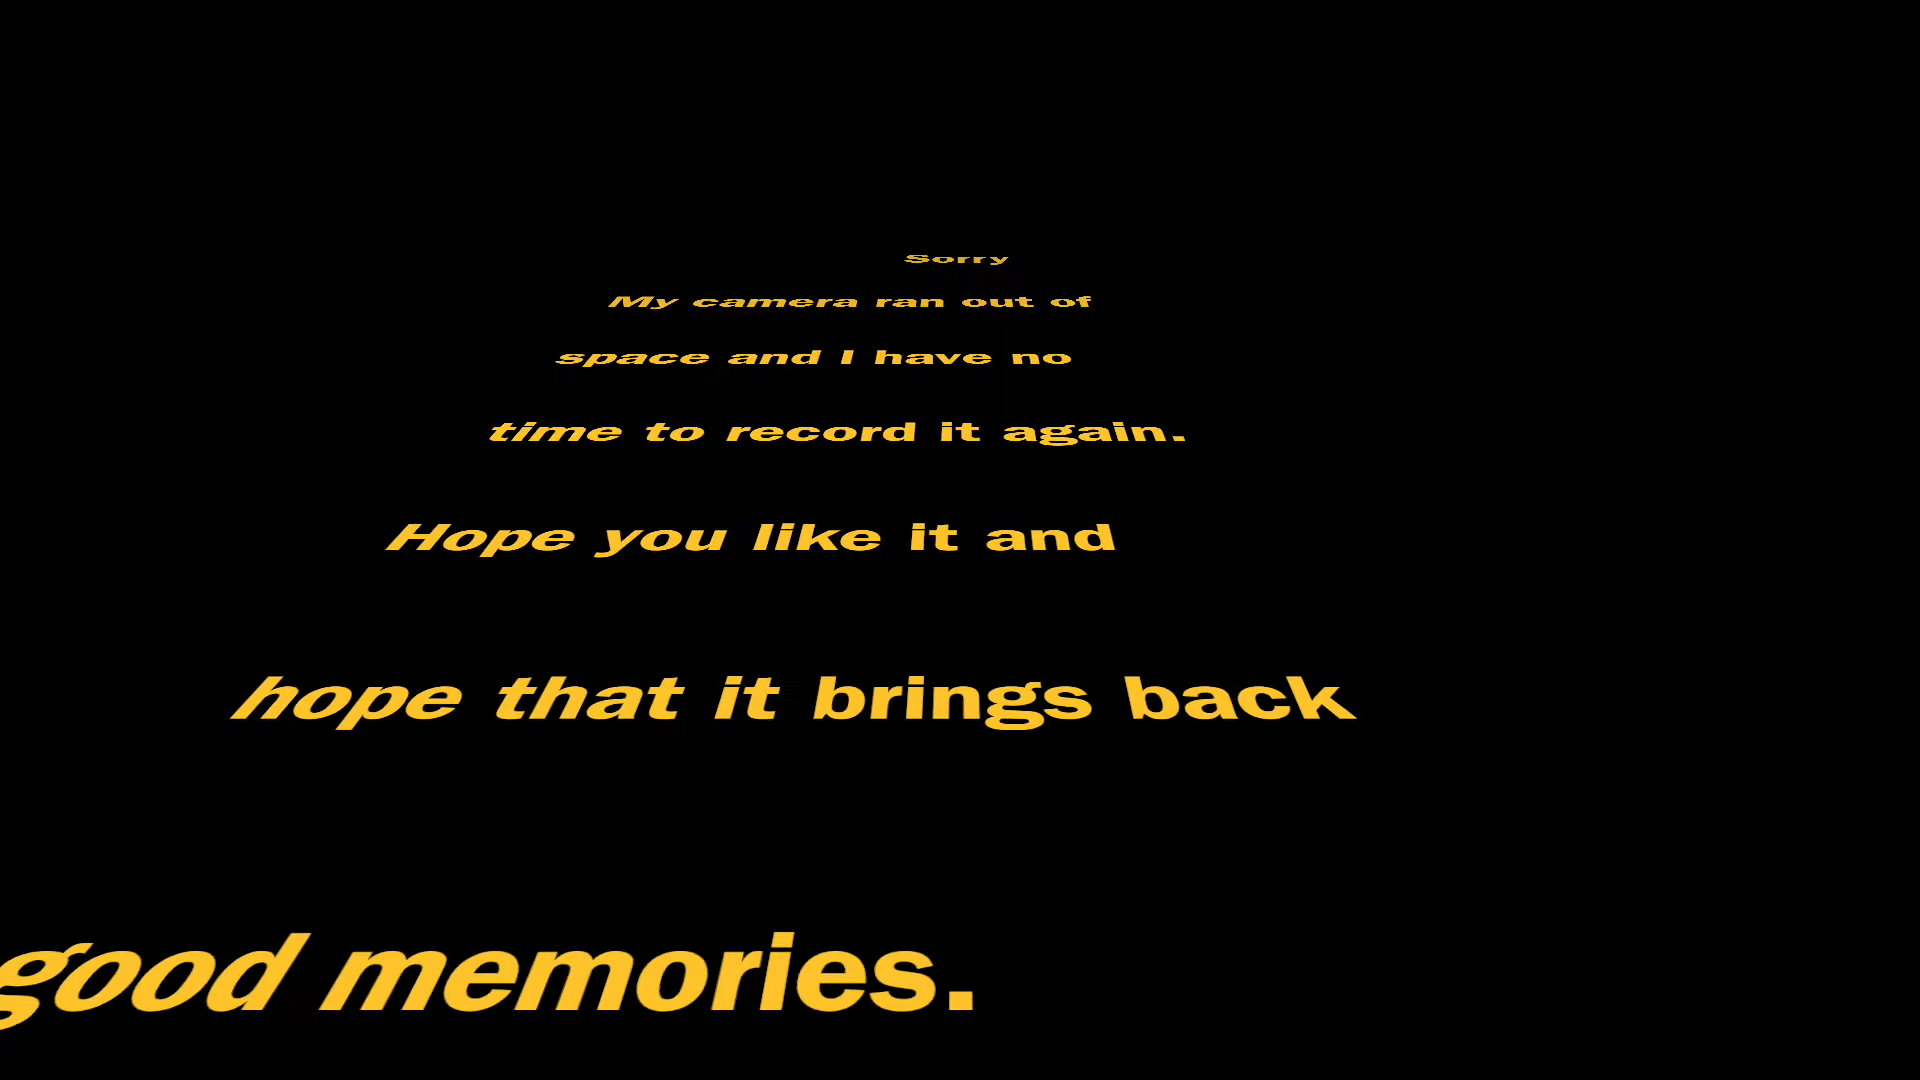 Sorry
My camera ran out of
space and I have no
time to record it again.
Hope you like it and
hope that it brings back
good memories.